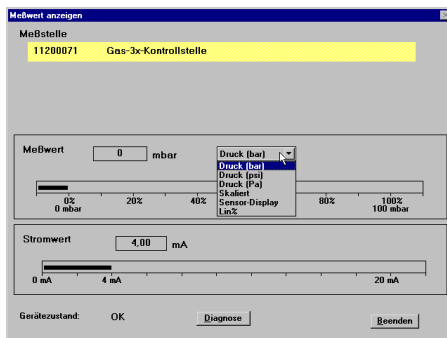 Meßwert anzeigen
Meßstelle
11200071 Gas-3x-Kontrollstelle
Meßwert 0 mbar Druck (bar)
Druck (bar)
Druck (psi)
Druck (Pa)
Skaliert
Sensor-Display
Lin%
0% 20% 40% 80% 100%
0 mbar 100 mbar
Stromwert 4,00 mA
0 mA 4 mA 20 mA
Gerätezustand: OK Diagnose Beenden